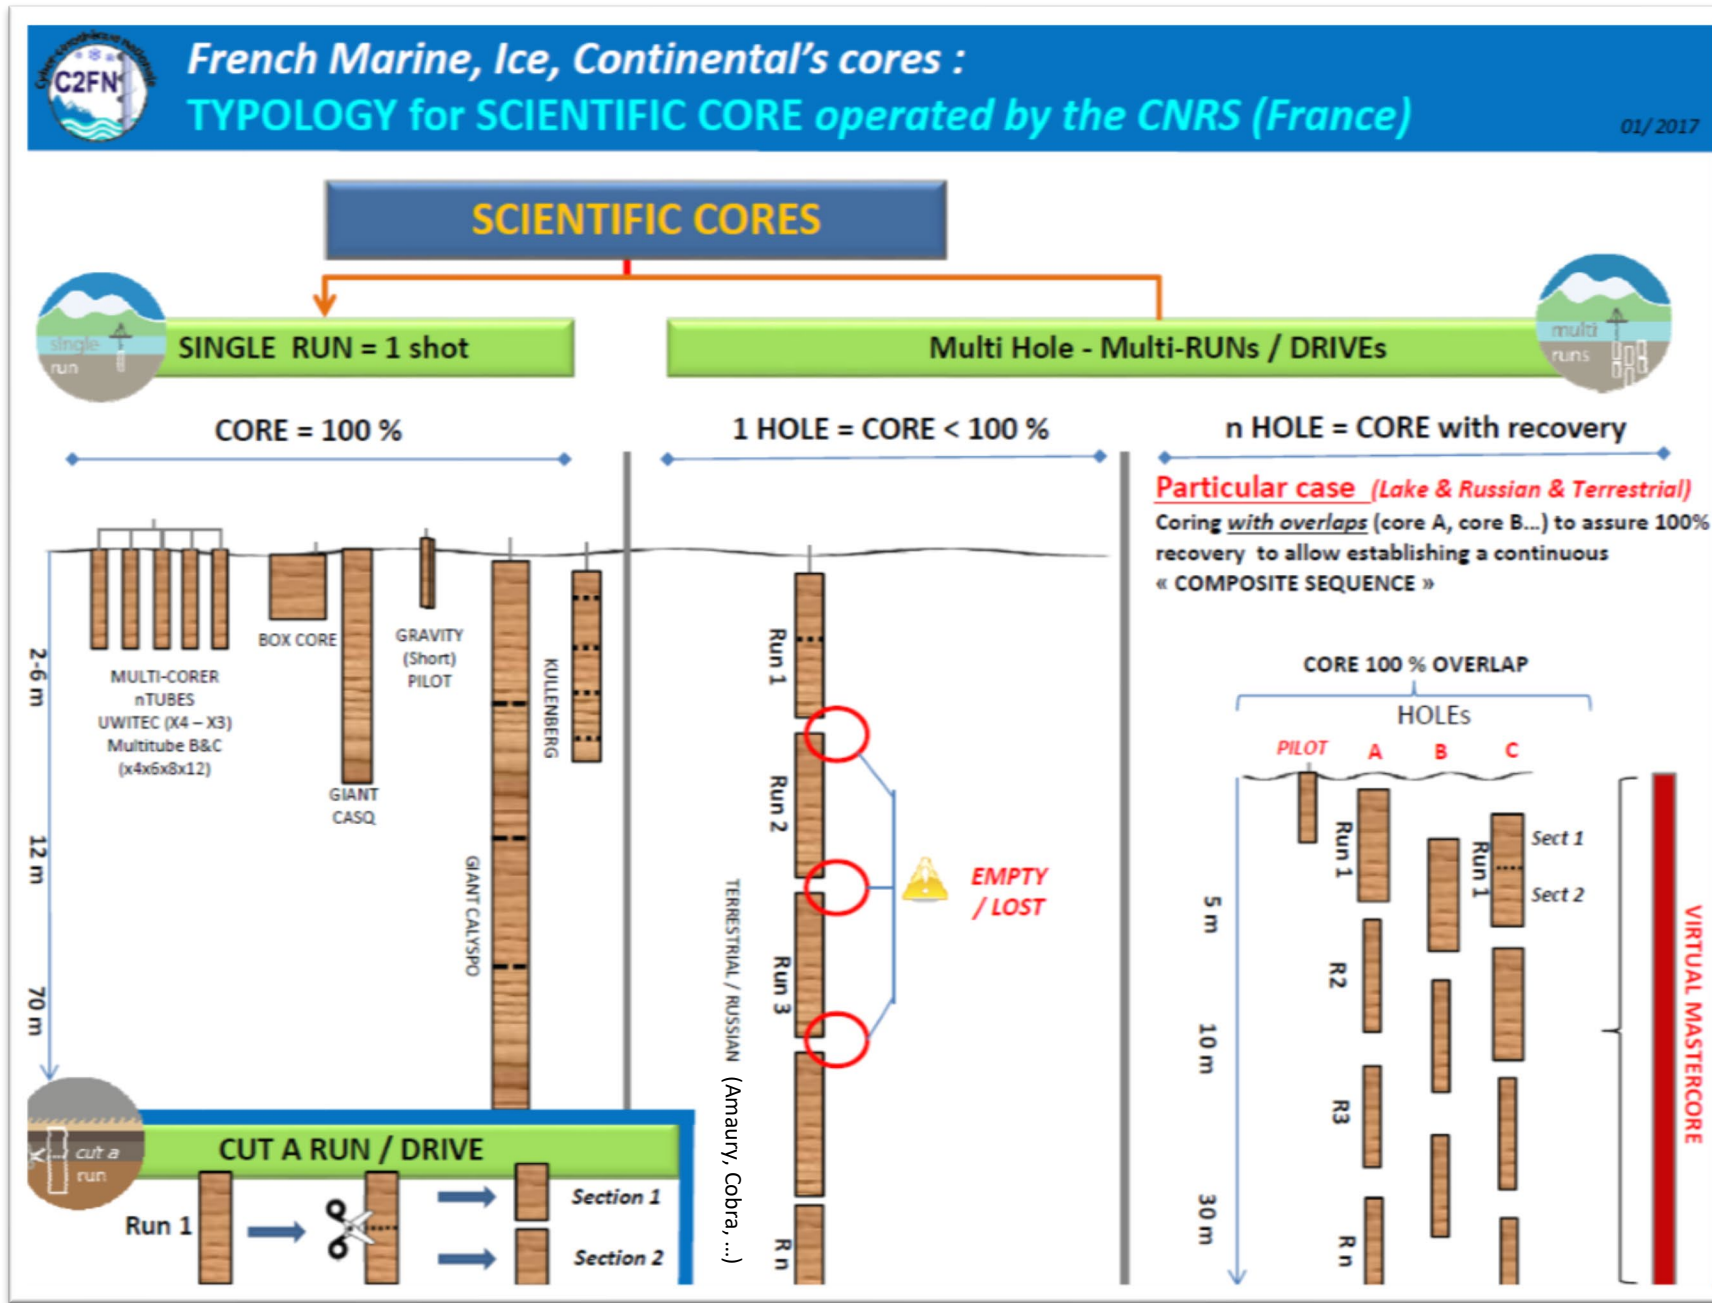 Cyber-carothèque nationale
C2FN
French Marine, Ice, Continental's cores :
TYPOLOGY for SCIENTIFIC CORE operated by the CNRS (France)
01/ 2017
SCIENTIFIC CORES
single
run
SINGLE RUN = 1 shot
Multi Hole - Multi-RUNs / DRIVEs
multi
runs
CORE = 100 %
1 HOLE = CORE < 100 %
n HOLE = CORE with recovery
Particular case (Lake & Russian & Terrestrial)
Coring with overlaps (core A, core B...) to assure 100%
recovery to allow establishing a continuous
« COMPOSITE SEQUENCE »
2-6 m
12 m
70 m
MULTI-CORER
nTUBES
UWITEC (X4 – X3)
Multitube B&C
(x4x6x8x12)
BOX CORE
GIANT
CASQ
GRAVITY
(Short)
PILOT
GIANT CALYSPO
KULLENBERG
Run 1
Run 2
Run 3
R n
TERRESTRIAL / RUSSIAN (Amaury, Cobra, ...)
EMPTY
/ LOST
CORE 100 % OVERLAP
HOLEs
PILOT
A
B
C
Run 1
R2
R3
R n
Run 1
Sect 1
Sect 2
5 m
10 m
30 m
VIRTUAL MASTERCORE
cut a
run
CUT A RUN / DRIVE
Run 1
Section 1
Section 2